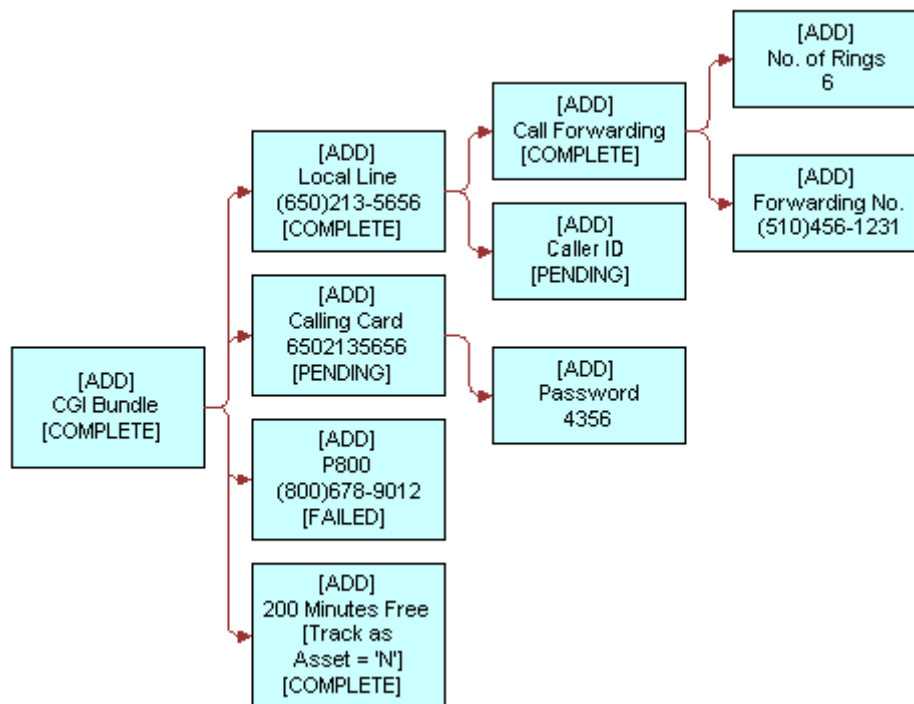 [ADD]
CGI Bundle
[COMPLETE]
[ADD]
Local Line
(650)213-5656
[COMPLETE]
[ADD]
Calling Card
6502135656
[PENDING]
[ADD]
P800
(800)678-9012
[FAILED]
[ADD]
200 Minutes Free
[Track as
Asset = 'N']
[COMPLETE]
[ADD]
Call Forwarding
[COMPLETE]
[ADD]
Caller ID
[PENDING]
[ADD]
Password
4356
[ADD]
No. of Rings
6
[ADD]
Forwarding No.
(510)456-1231